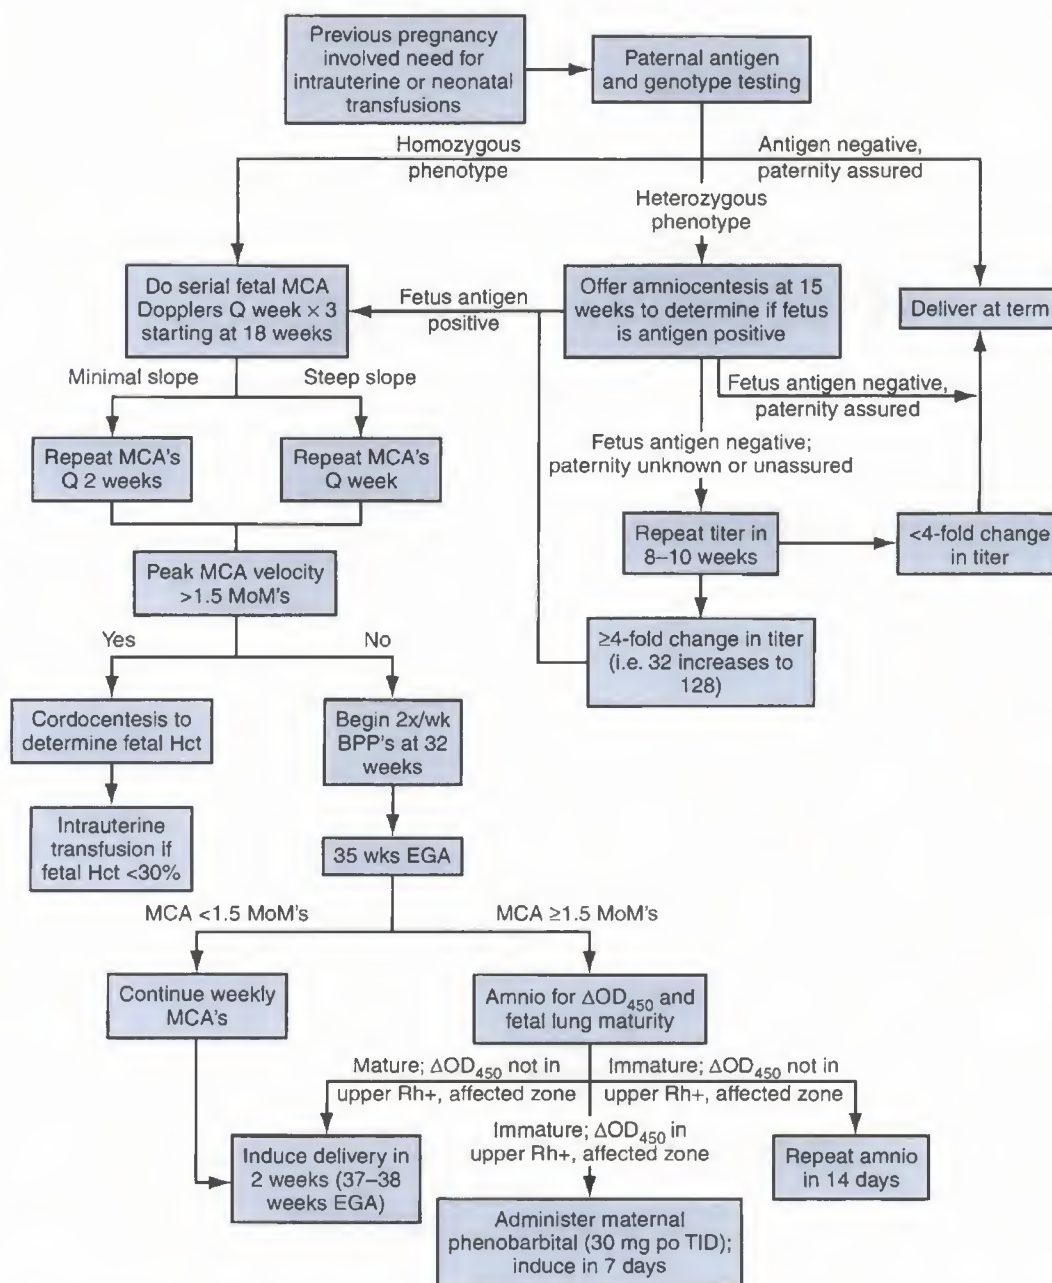 Previous pregnancy
involved need for
intrauterine or neonatal
transfusions
Paternal antigen
and genotype testing
Homozygous
phenotype
Antigen negative,
paternity assured
Heterozygous
phenotype
Do serial fetal MCA
Dopplers Q week × 3
starting at 18 weeks
Fetus antigen
positive
Offer amniocentesis at 15
weeks to determine if fetus
is antigen positive
Deliver at term
Minimal slope
Steep slope
Fetus antigen negative,
paternity assured
Repeat MCA's
Q 2 weeks
Repeat MCA's
Q week
Fetus antigen negative;
paternity unknown or unassured
Repeat titer in
8–10 weeks
<4-fold change
in titer
Peak MCA velocity
>1.5 MoM's
≥4-fold change in titer
(i.e. 32 increases to
128)
Yes
No
Cordocentesis to
determine fetal Hct
Begin 2x/wk
BPP's at 32
weeks
Intrauterine
transfusion if
fetal Hct <30%
35 wks EGA
MCA <1.5 MoM's
MCA ≥1.5 MoM's
Continue weekly
MCA's
Amnio for ΔOD450 and
fetal lung maturity
Mature; ΔOD450 not in
upper Rh+, affected zone
Immature; ΔOD450 not in
upper Rh+, affected zone
Immature; ΔOD450 in
upper Rh+, affected zone
Induce delivery in
2 weeks (37–38
weeks EGA)
Repeat amnio
in 14 days
Administer maternal
phenobarbital (30 mg po TID);
induce in 7 days